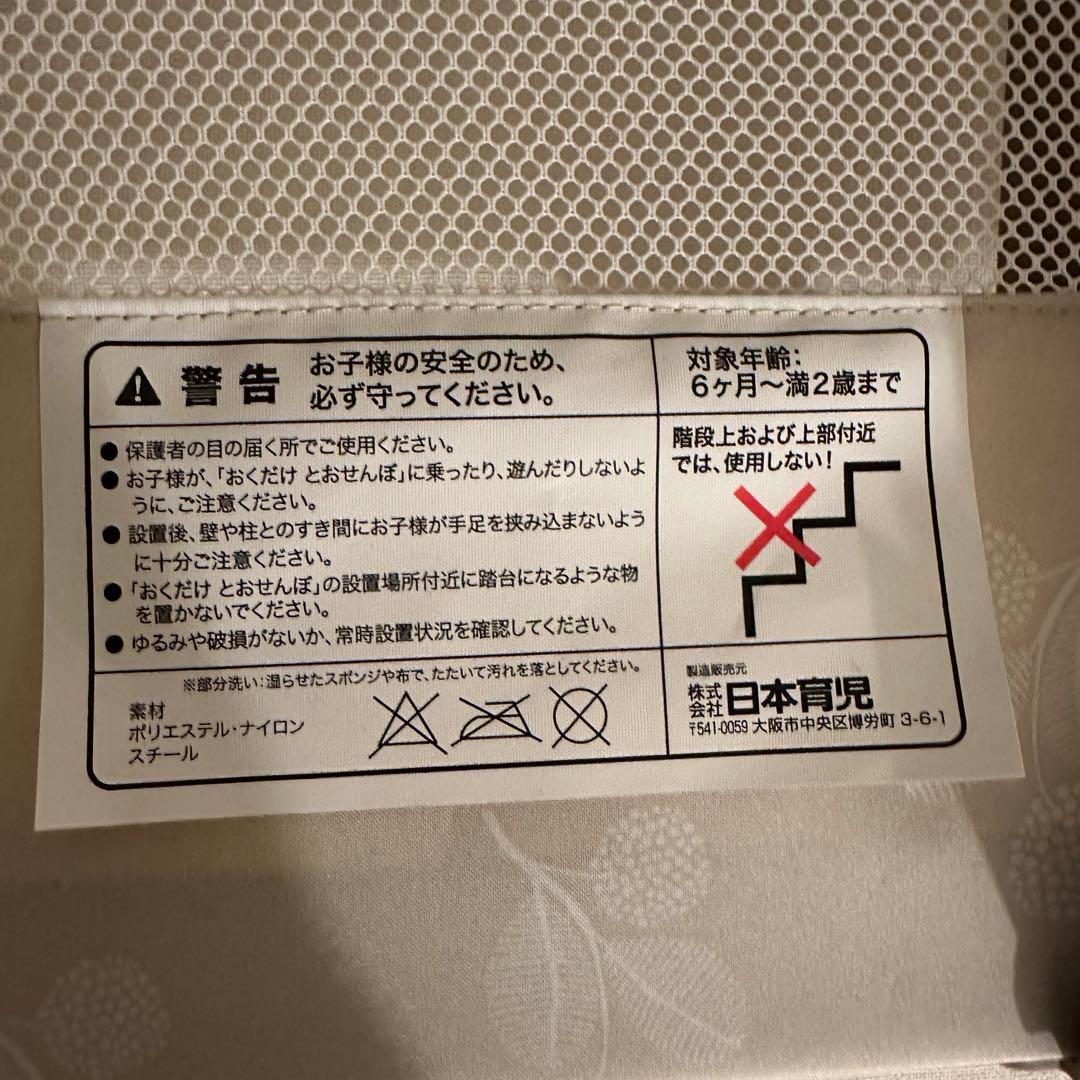 警告
お子様の安全のため、
必ず守ってください。
対象年齢：
6ヶ月～満2歳まで
●保護者の目の届く所でご使用ください。
●お子様が、「おくだけ とおせんぼ」に乗ったり、遊んだりしないよ
うに、ご注意ください。
●設置後、壁や柱とのすき間にお子様が手足を挟み込まないよう
に十分ご注意ください。
●「おくだけ とおせんぼ」の設置場所付近に踏台になるような物
を置かないでください。
●ゆるみや破損がないか、常時設置状況を確認してください。
階段上および上部付近
では、使用しない！
※部分洗い：湿らせたスポンジや布で、たたいて汚れを落としてください。
素材
ポリエステル・ナイロン
スチール
製造販売元
株式会社日本育児
〒541-0059 大阪市中央区博労町 3-6-1